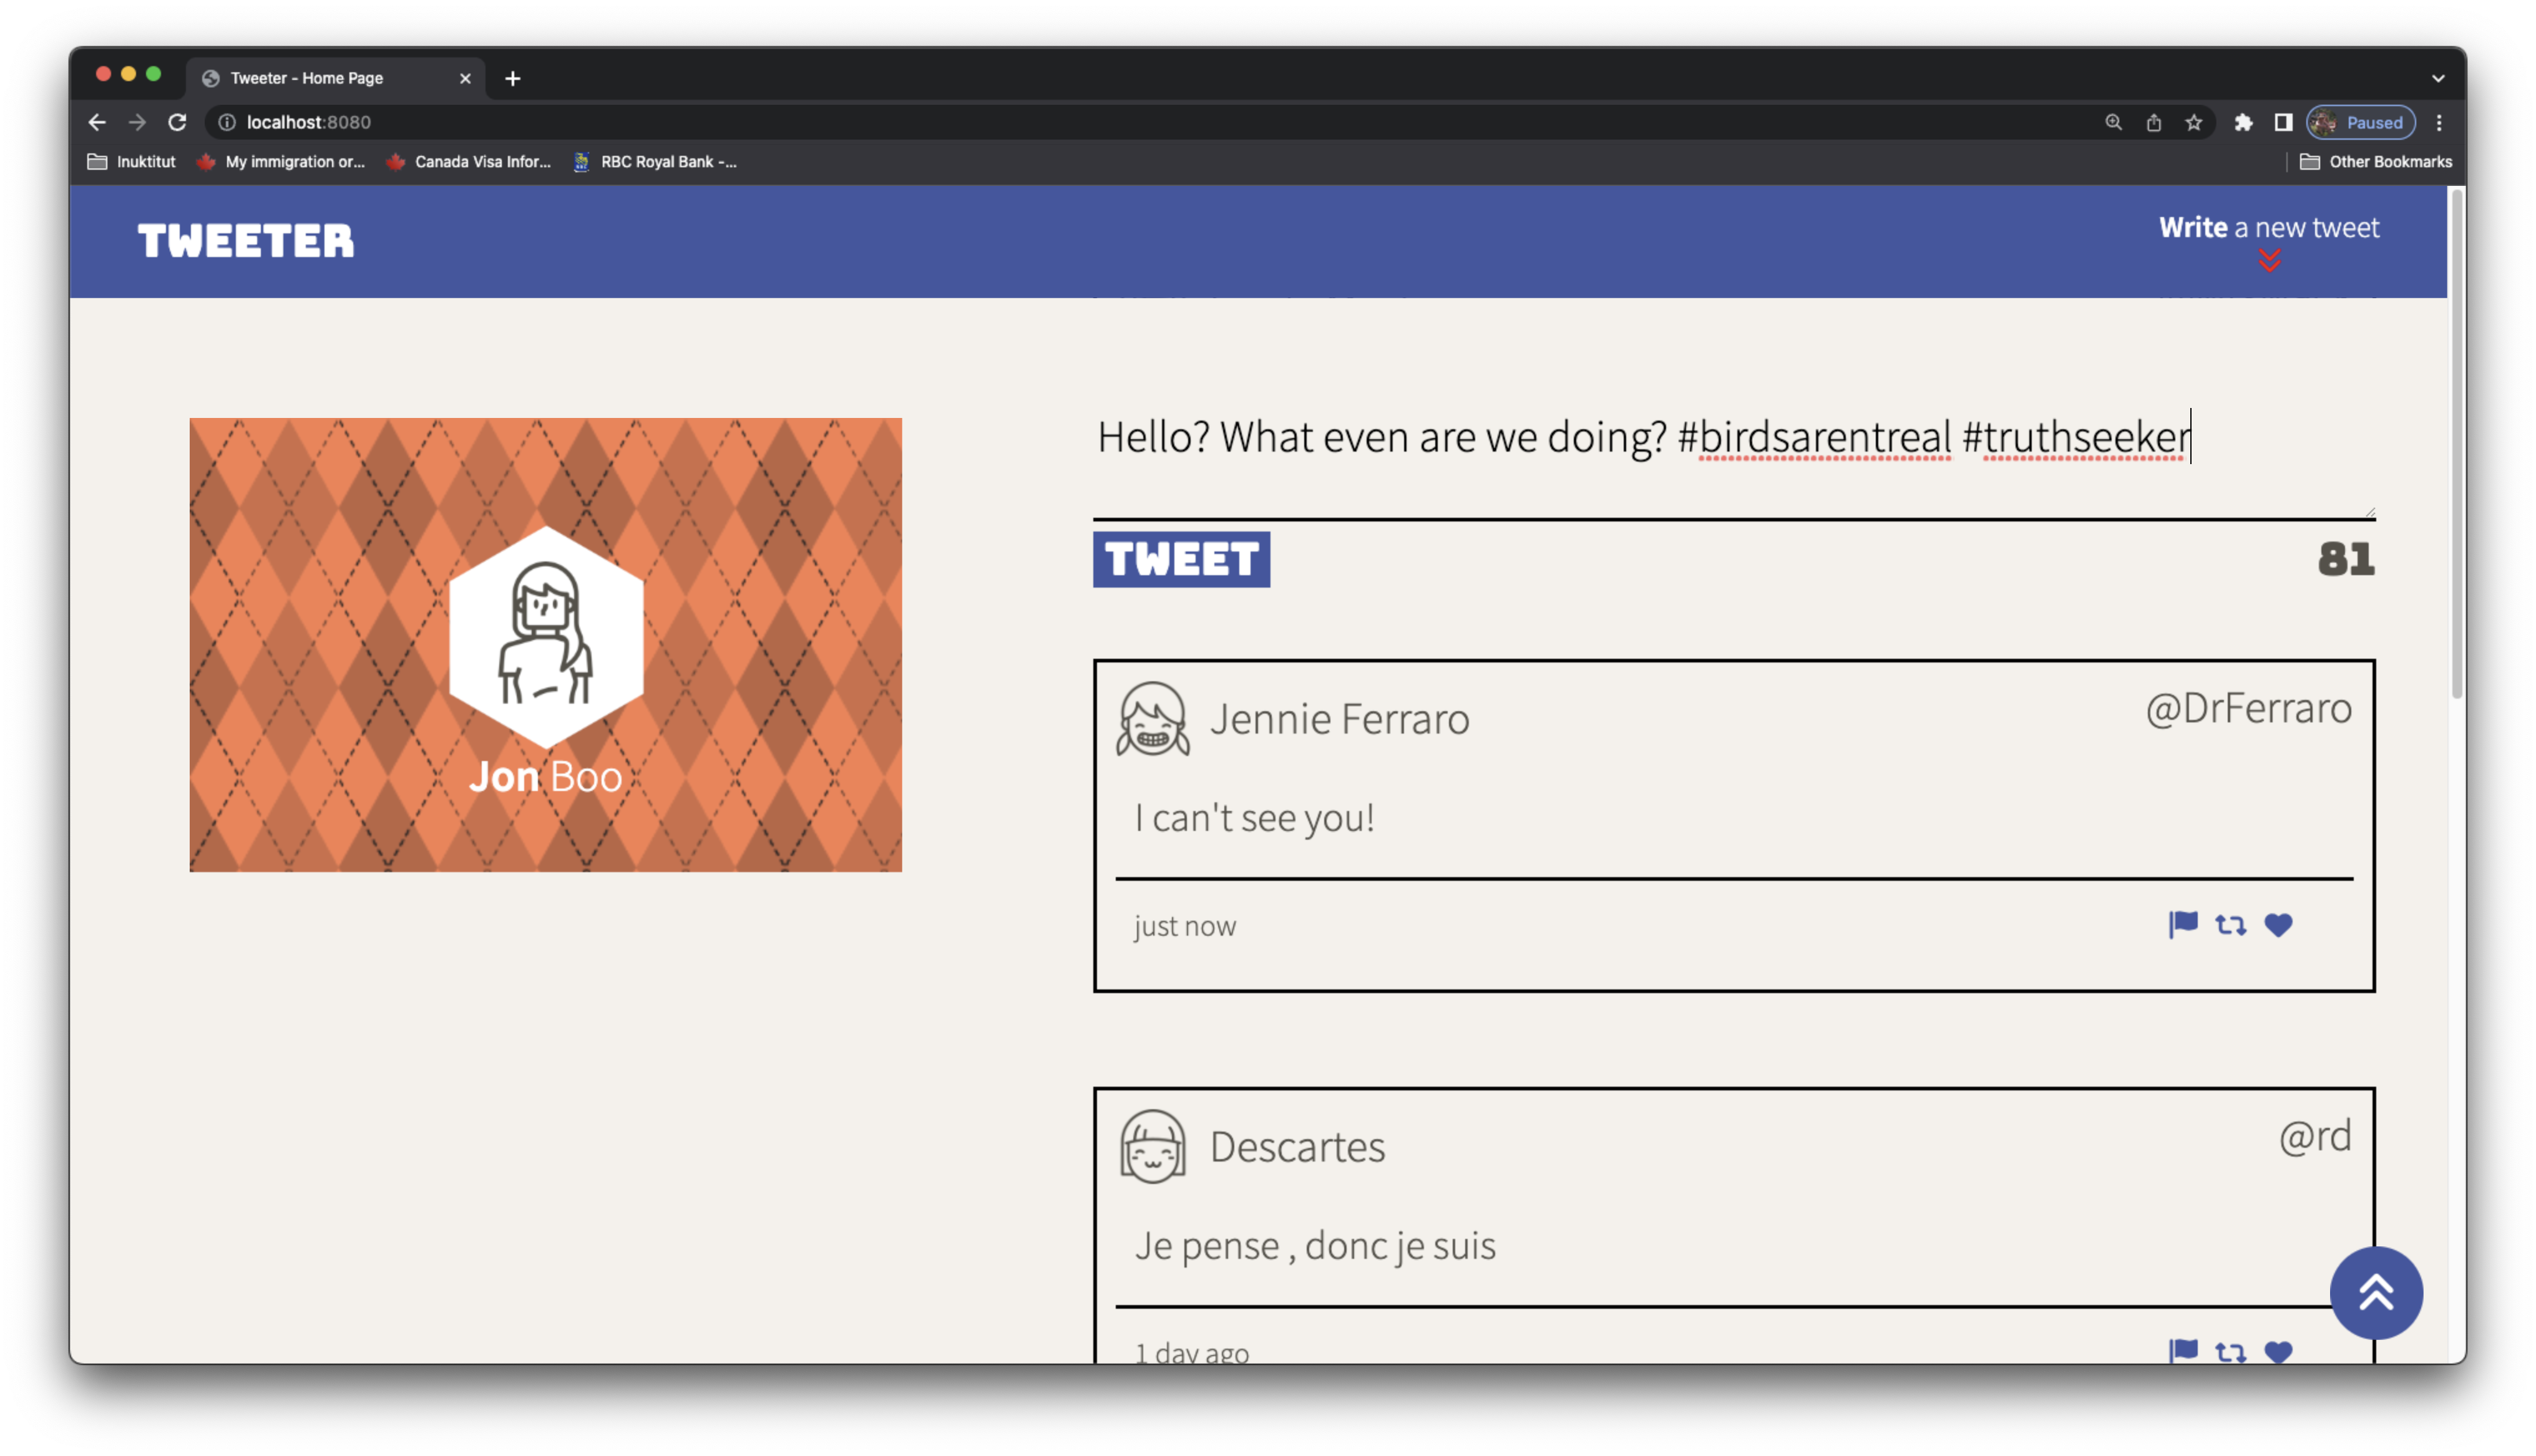 Tweeter - Home Page
localhost:8080
Paused
Inuktitut
My immigration or...
Canada Visa Infor...
RBC Royal Bank -...
Other Bookmarks
TWEETER
Write a new tweet
Hello? What even are we doing? #birdsarentreal #truthseeker
TWEET
81
Jon Boo
Jennie Ferraro
@DrFerraro
I can't see you!
just now
Descartes
@rd
Je pense , donc je suis
1 day ago